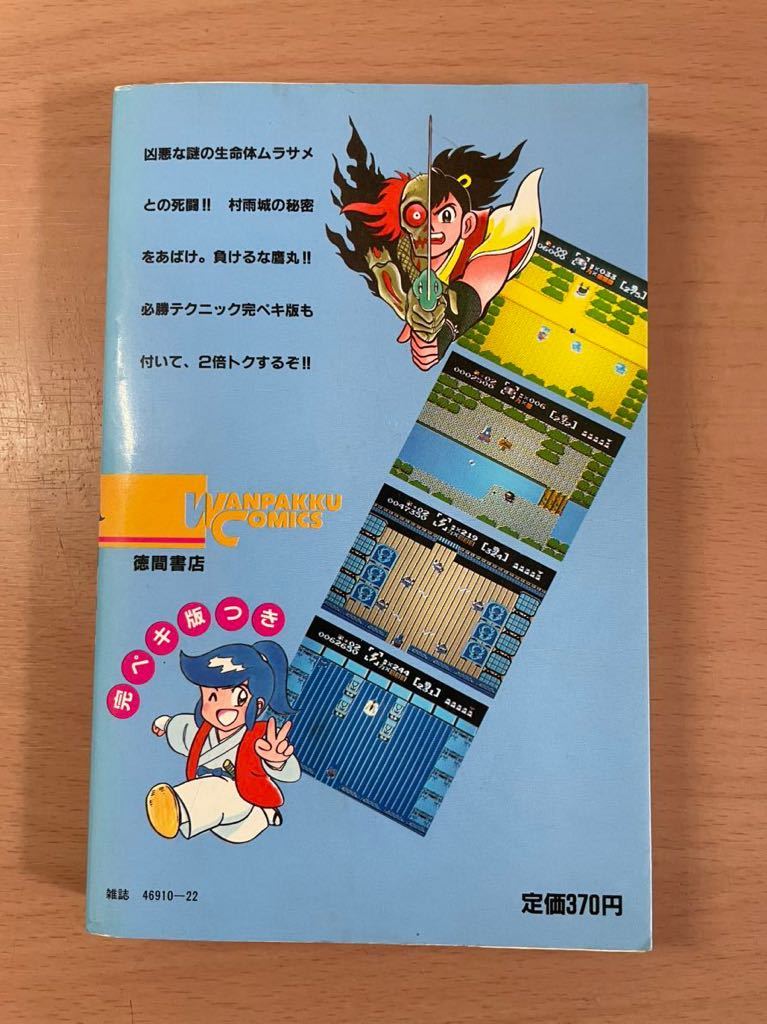 凶悪な謎の生命体ムラサメ
との死闘!! 村雨城の秘密
をあばけ。負けるな鷹丸!!
必勝テクニック完ペキ版も
付いて、2倍トクするぞ!!
WANPAKKU
COMICS
徳間書店
完ペキ版つき
雑誌 46910-22
定価370円